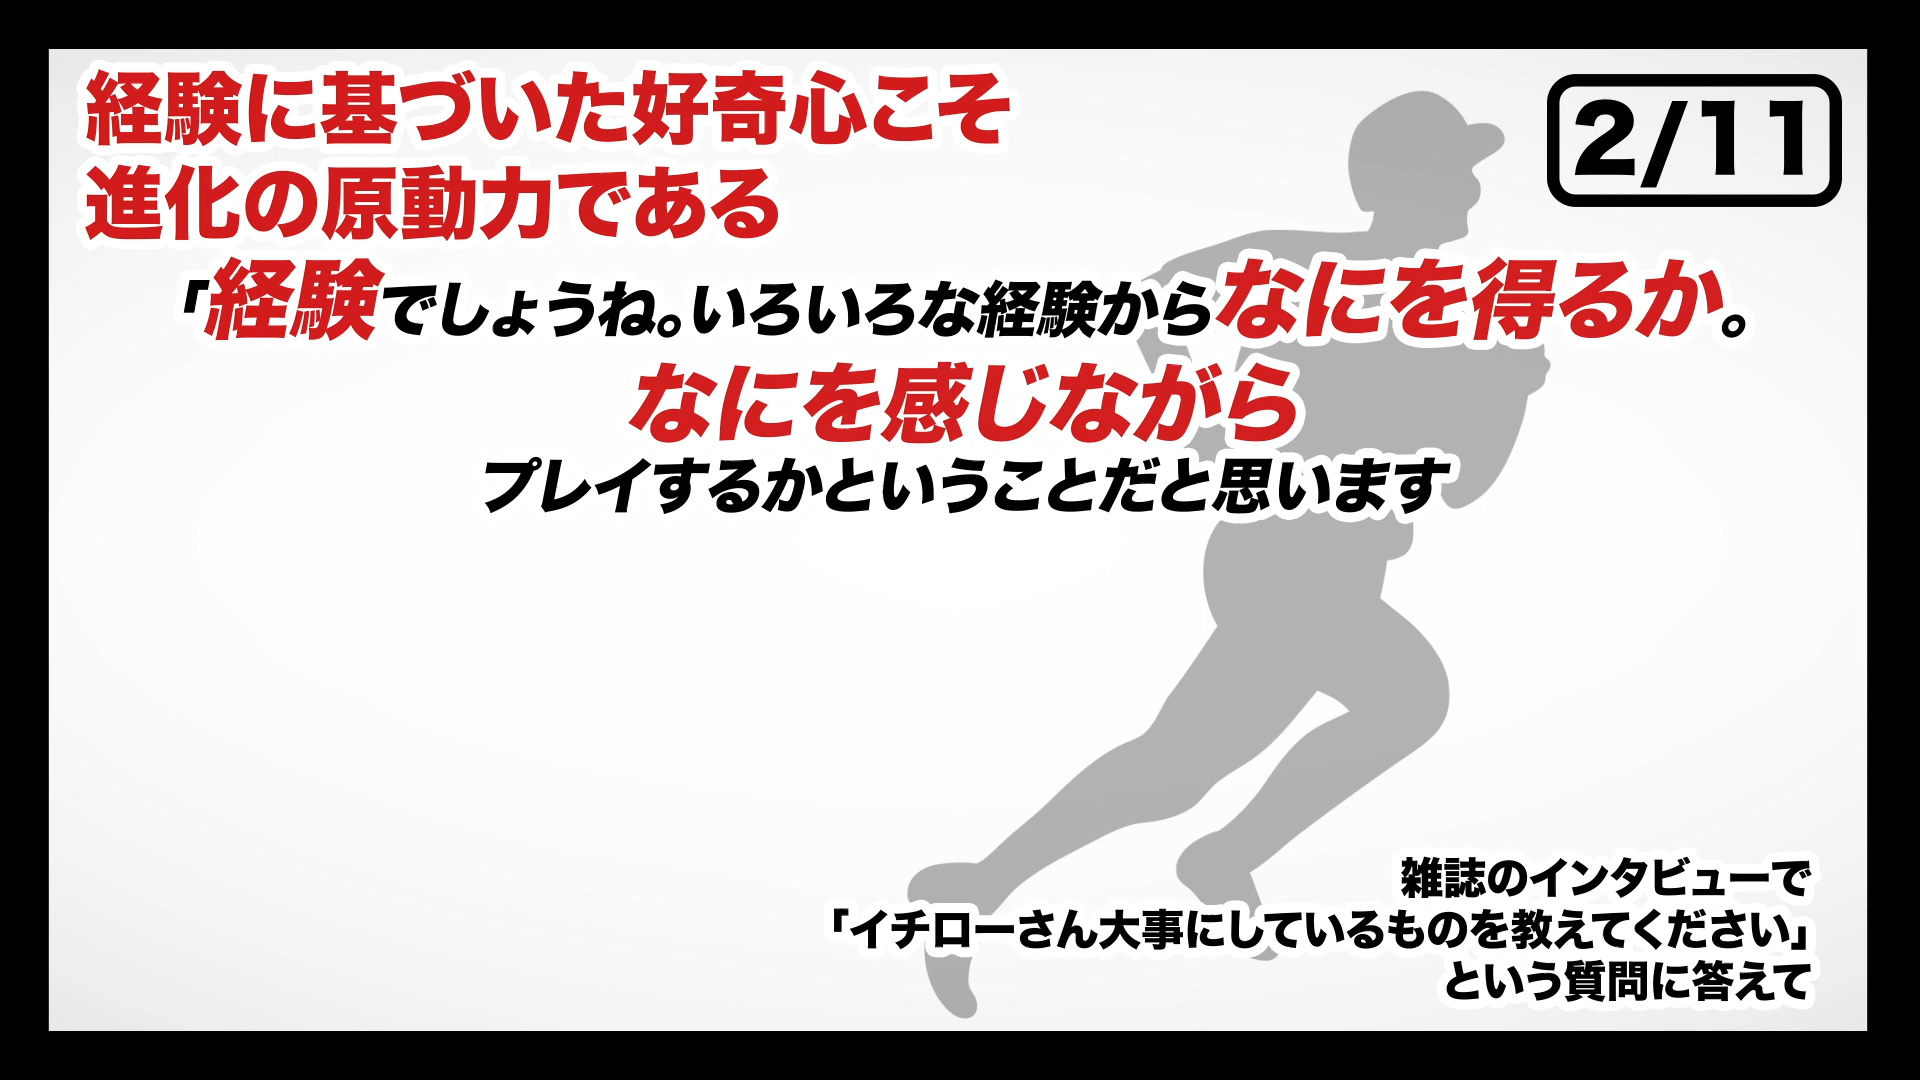 経験に基づいた好奇心こそ
進化の原動力である
2/11
「経験でしょうね。いろいろな経験からなにを得るか。
なにを感じながら
プレイするかということだと思います
雑誌のインタビューで
「イチローさん大事にしているものを教えてください」
という質問に答えて